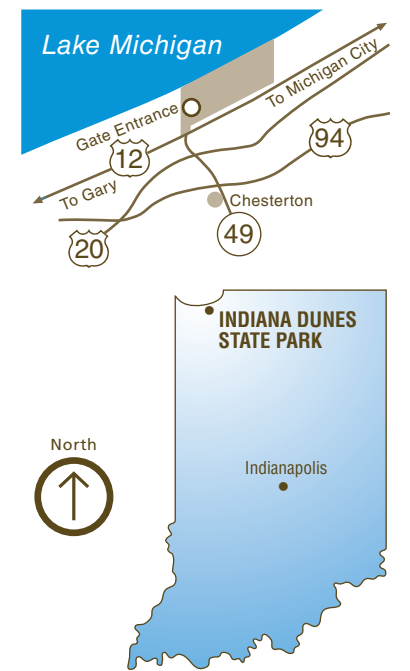 Lake Michigan
Gate Entrance
To Michigan City
12
94
To Gary
Chesterton
20
49
INDIANA DUNES
STATE PARK
North
Indianapolis